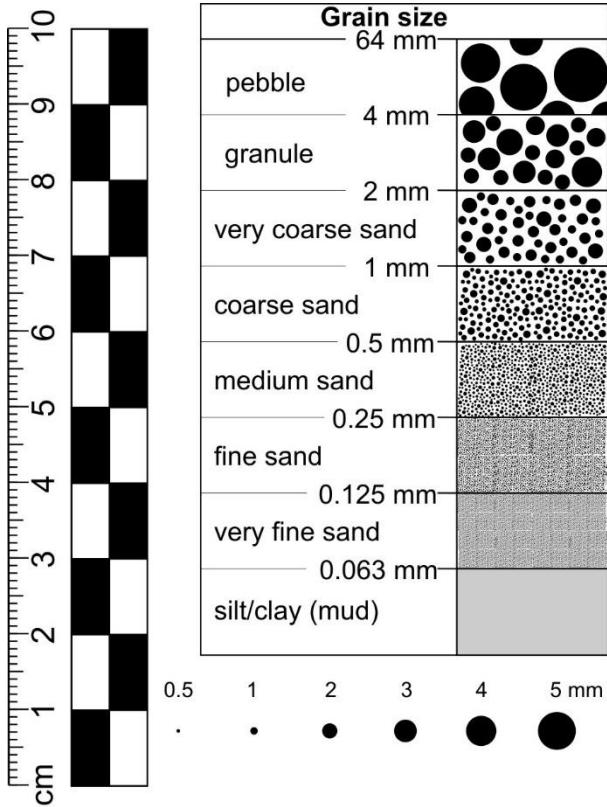 Grain size
64 mm
pebble
4 mm
granule
2 mm
very coarse sand
1 mm
coarse sand
0.5 mm
medium sand
0.25 mm
fine sand
0.125 mm
very fine sand
0.063 mm
silt/clay (mud)
0.5 1 2 3 4 5 mm
10
9
8
7
6
5
4
3
2
1
cm